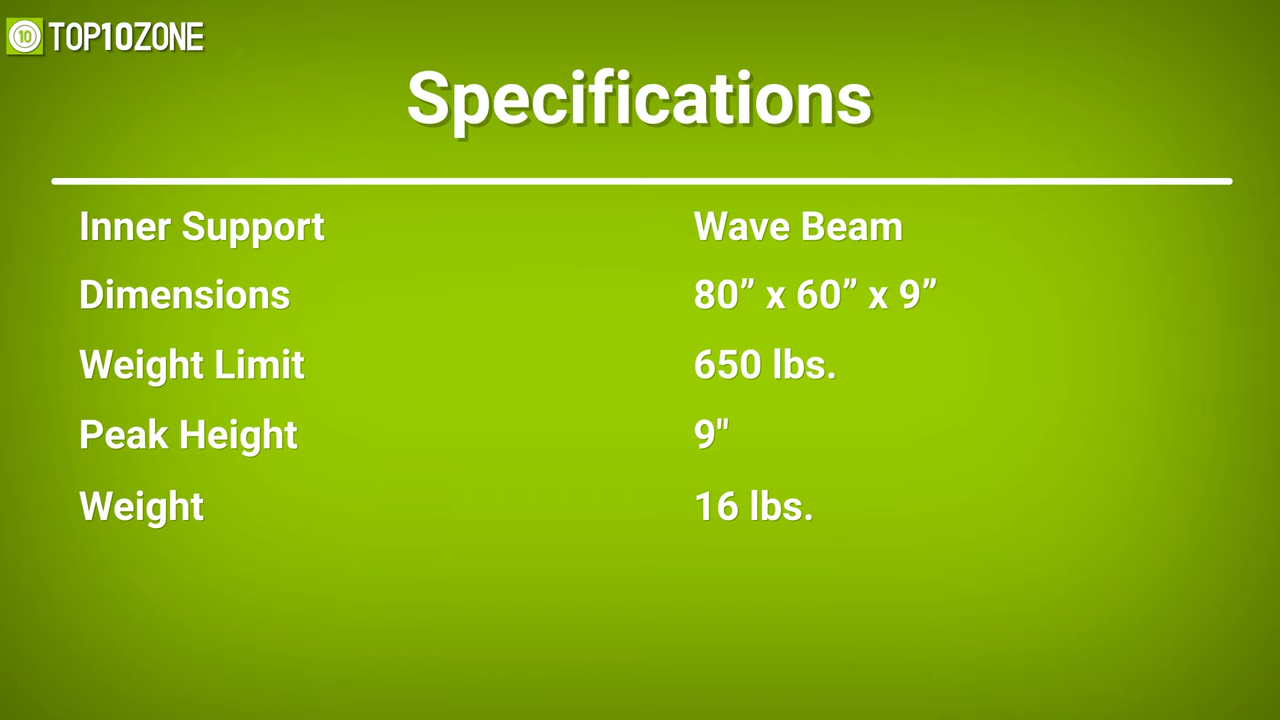 10 TOP10ZONE
Specifications
Inner Support Wave Beam
Dimensions 80” x 60” x 9”
Weight Limit 650 lbs.
Peak Height 9"
Weight 16 lbs.